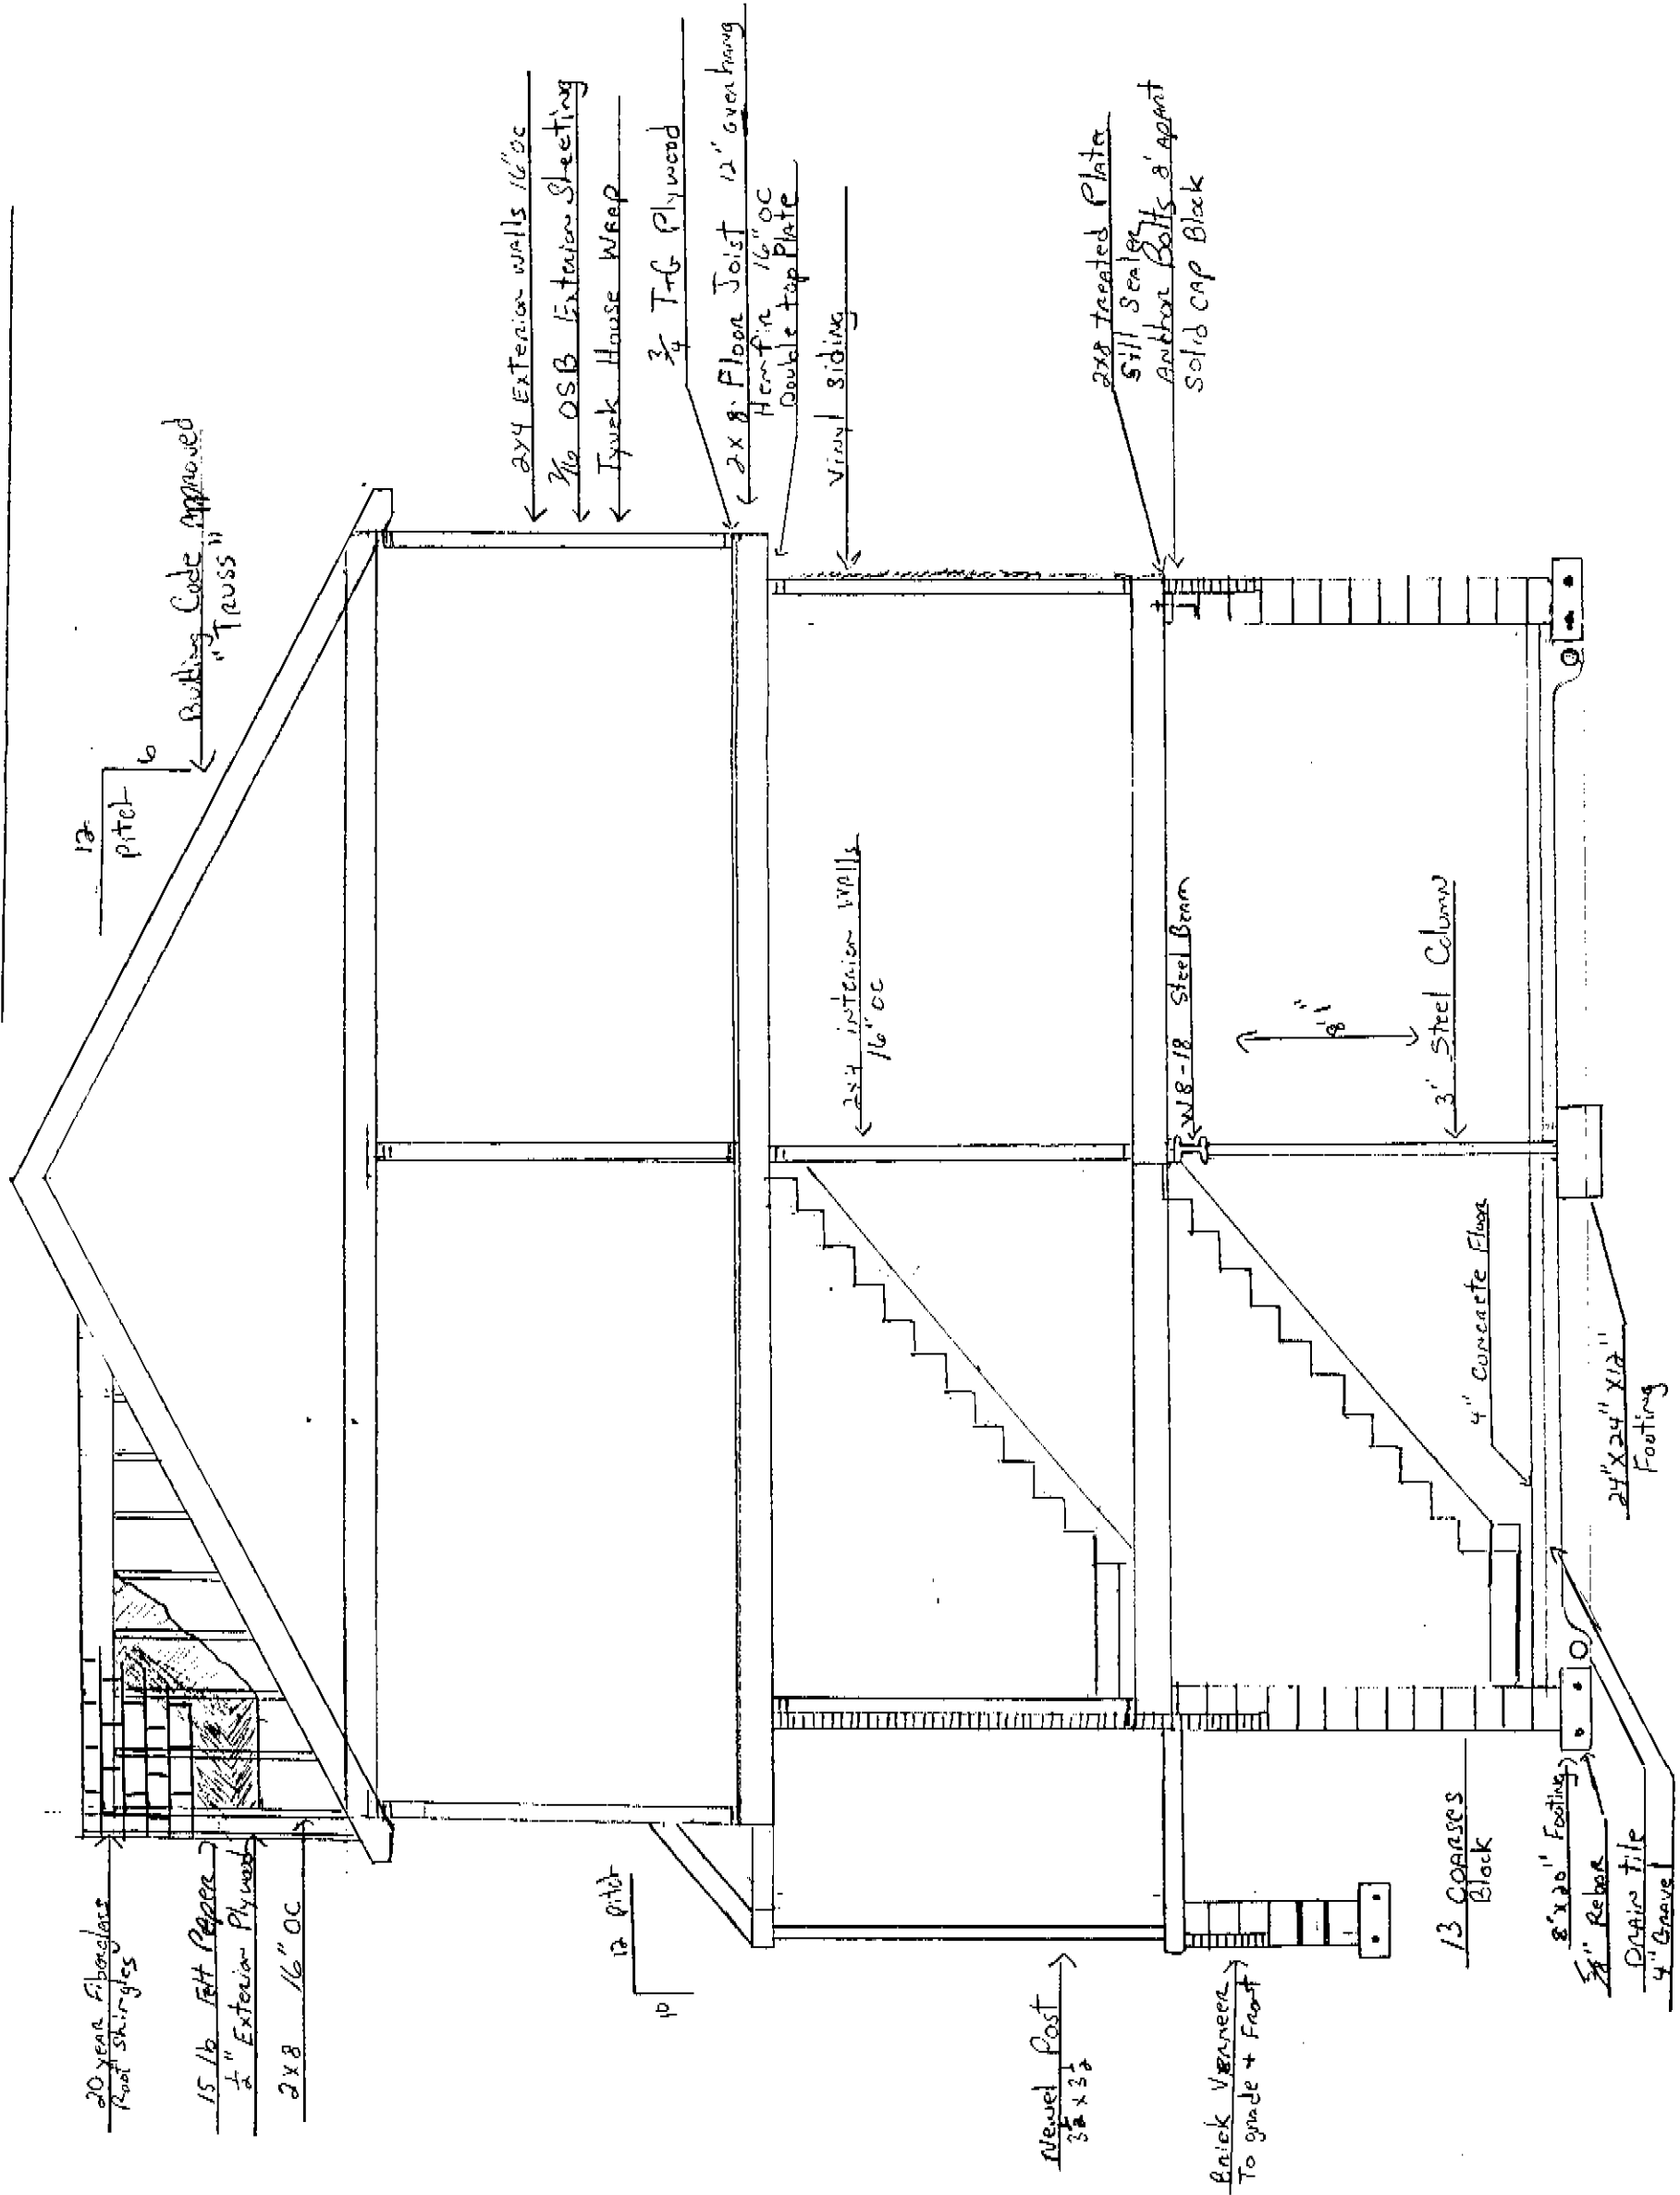 20 year Fiberglass
Roof Shingles
15 lb Felt Paper
1/2" Exterior Plywood
2x8 16" OC
12
pitch
6
Building Code Approved
"Truss"
2x4 Exterior walls 16" OC
7/16 OSB Exterior Sheeting
Tyvek House Wrap
3/4 T+G Plywood
2x8 Floor Joist 12" overhang
Hem fir 16" OC
Double top Plate
Vinyl Siding
2x8 treated Plate
Sill Sealer
Anchor Bolts 8' apart
Solid CAP Block
12 pitch
2x4 interior walls
16" OC
W8-18 Steel Beam
8' 1"
3" Steel Column
Newel Post
3 1/2 x 3 1/2
Brick Verneer
To grade + Front
13 COARSES
Block
8"x20" Footing
5/8" Rebar
Drain tile
4" Gravel
4" Concrete Floor
24"x24"x12"
Footing